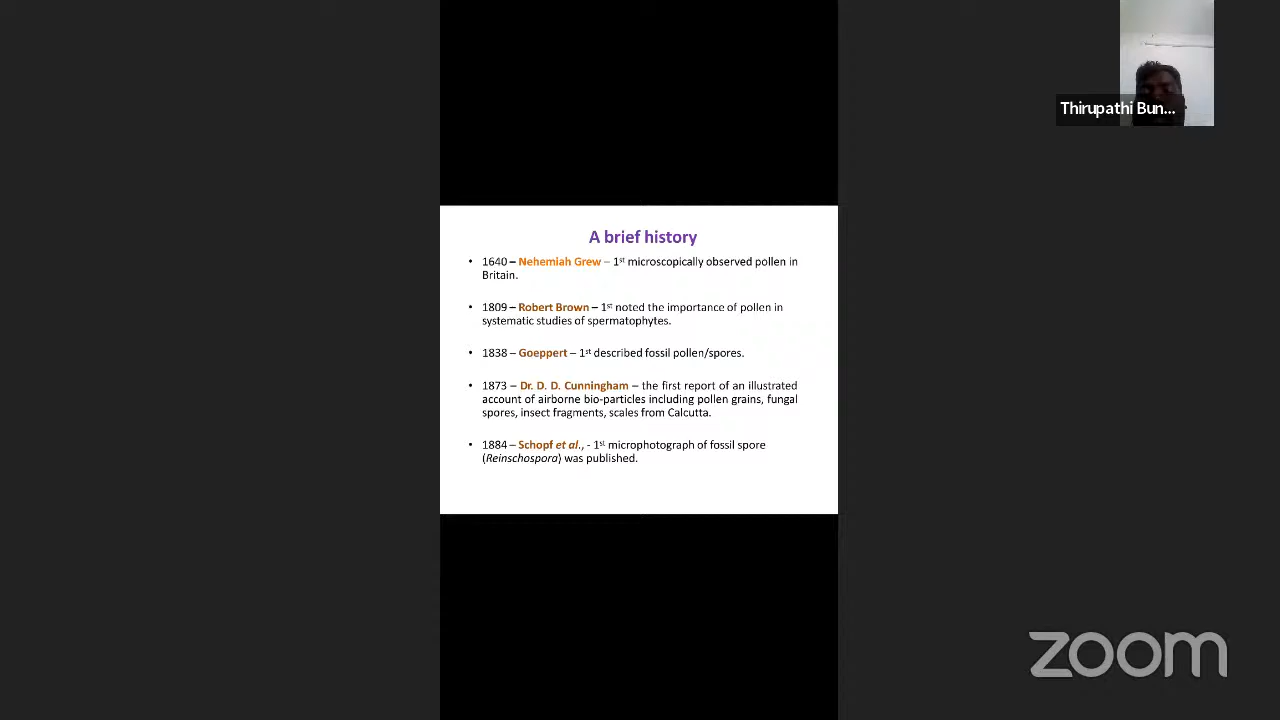 Thirupathi Bun...
A brief history
• 1640 – Nehemiah Grew – 1st microscopically observed pollen in
Britain.
• 1809 – Robert Brown – 1st noted the importance of pollen in
systematic studies of spermatophytes.
• 1838 – Goeppert – 1st described fossil pollen/spores.
• 1873 – Dr. D. D. Cunningham – the first report of an illustrated
account of airborne bio-particles including pollen grains, fungal
spores, insect fragments, scales from Calcutta.
• 1884 – Schopf et al., - 1st microphotograph of fossil spore
(Reinschospora) was published.
zoom